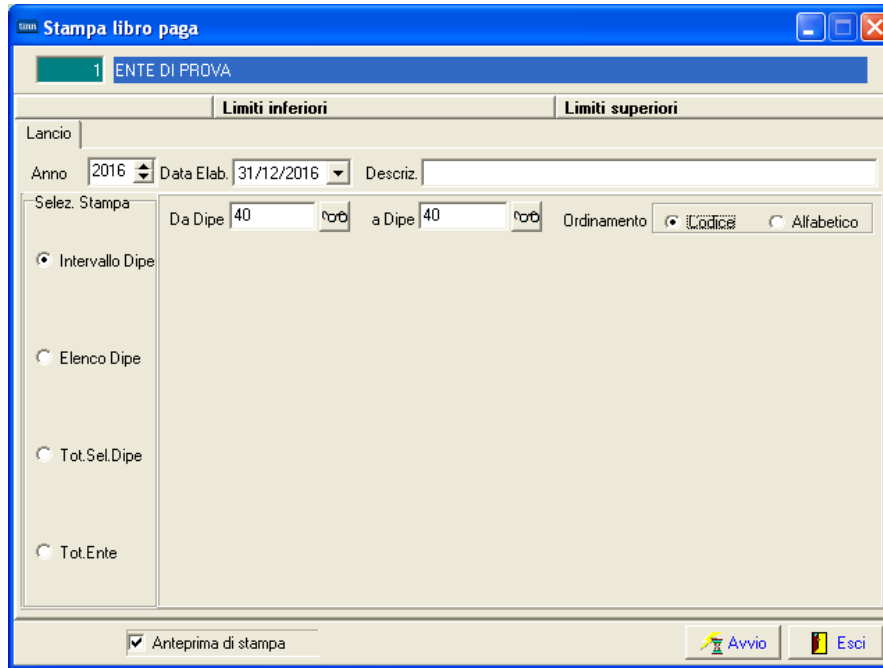 tinn Stampa libro paga
1 ENTE DI PROVA
Limiti inferiori Limiti superiori
Lancio
Anno 2016 Data Elab. 31/12/2016 Descriz.
Selez. Stampa
Da Dipe 40 a Dipe 40 Ordinamento Codice Alfabetico
Intervallo Dipe
Elenco Dipe
Tot.Sel.Dipe
Tot.Ente
Anteprima di stampa Avvio Esci